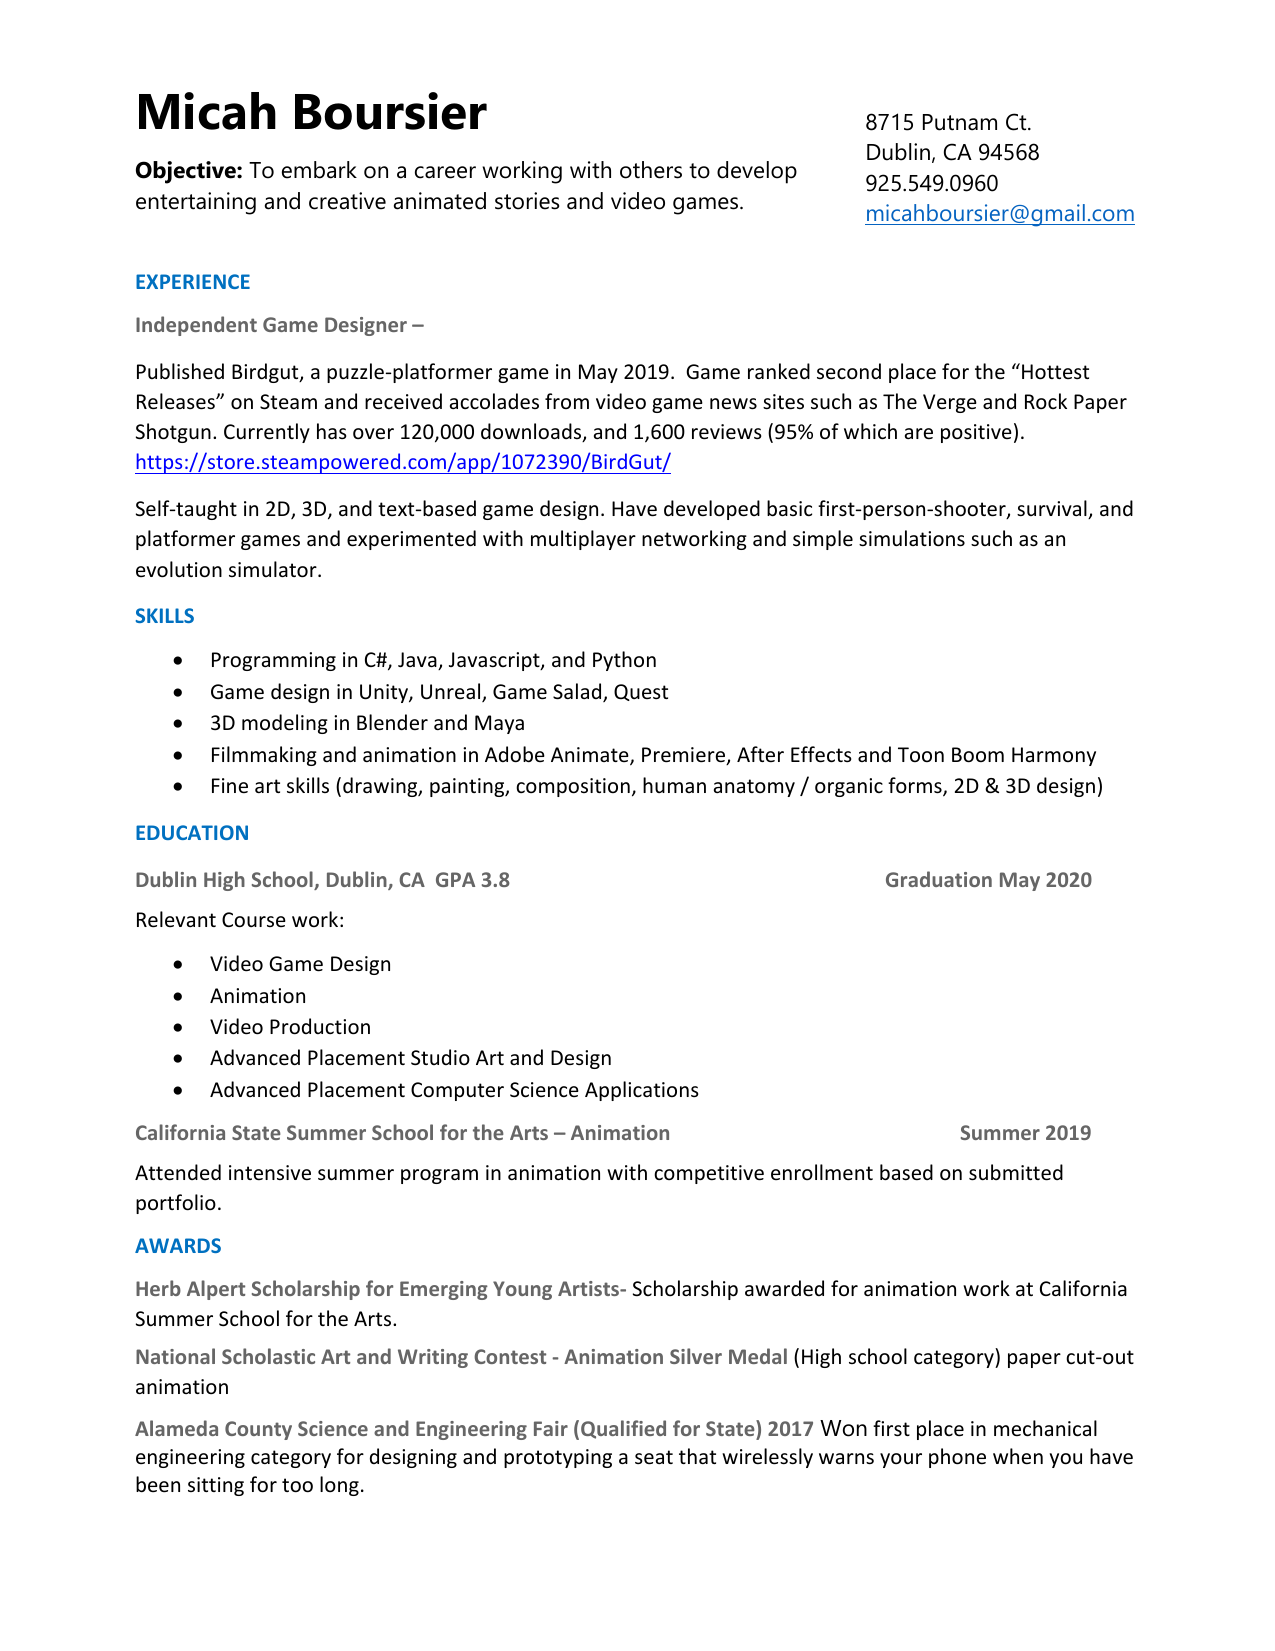 Micah Boursier
8715 Putnam Ct.
Dublin, CA 94568
925.549.0960
micahboursier@gmail.com
Objective: To embark on a career working with others to develop
entertaining and creative animated stories and video games.
EXPERIENCE
Independent Game Designer –
Published Birdgut, a puzzle-platformer game in May 2019.  Game ranked second place for the “Hottest
Releases” on Steam and received accolades from video game news sites such as The Verge and Rock Paper
Shotgun. Currently has over 120,000 downloads, and 1,600 reviews (95% of which are positive).
https://store.steampowered.com/app/1072390/BirdGut/
Self-taught in 2D, 3D, and text-based game design. Have developed basic first-person-shooter, survival, and
platformer games and experimented with multiplayer networking and simple simulations such as an
evolution simulator.
SKILLS
• Programming in C#, Java, Javascript, and Python
• Game design in Unity, Unreal, Game Salad, Quest
• 3D modeling in Blender and Maya
• Filmmaking and animation in Adobe Animate, Premiere, After Effects and Toon Boom Harmony
• Fine art skills (drawing, painting, composition, human anatomy / organic forms, 2D & 3D design)
EDUCATION
Dublin High School, Dublin, CA  GPA 3.8 Graduation May 2020
Relevant Course work:
• Video Game Design
• Animation
• Video Production
• Advanced Placement Studio Art and Design
• Advanced Placement Computer Science Applications
California State Summer School for the Arts – Animation Summer 2019
Attended intensive summer program in animation with competitive enrollment based on submitted
portfolio.
AWARDS
Herb Alpert Scholarship for Emerging Young Artists- Scholarship awarded for animation work at California
Summer School for the Arts.
National Scholastic Art and Writing Contest - Animation Silver Medal (High school category) paper cut-out
animation
Alameda County Science and Engineering Fair (Qualified for State) 2017 Won first place in mechanical
engineering category for designing and prototyping a seat that wirelessly warns your phone when you have
been sitting for too long.